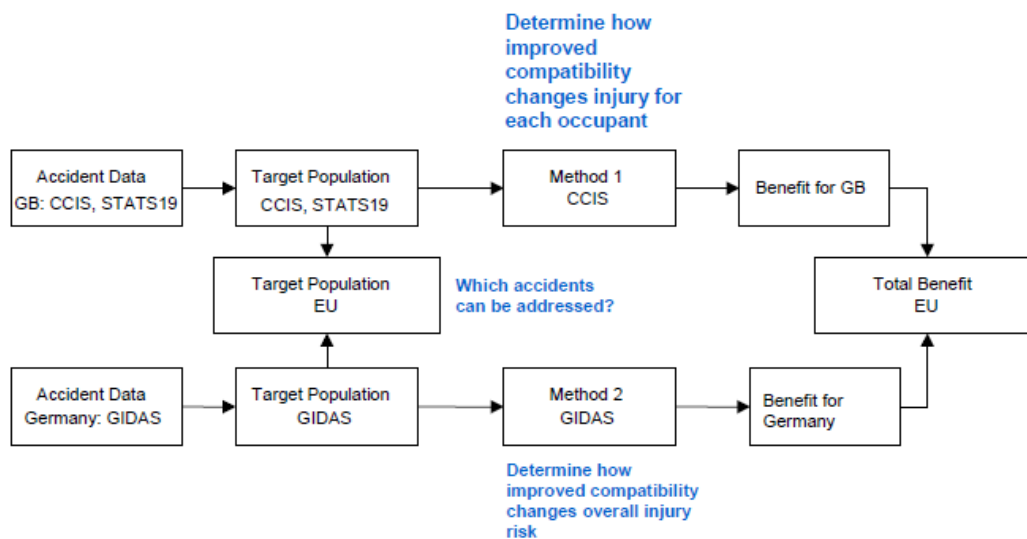 Determine how
improved
compatibility
changes injury for
each occupant
Accident Data
GB: CCIS, STATS19
Target Population
CCIS, STATS19
Method 1
CCIS
Benefit for GB
Target Population
EU
Which accidents
can be addressed?
Total Benefit
EU
Accident Data
Germany: GIDAS
Target Population
GIDAS
Method 2
GIDAS
Benefit for
Germany
Determine how
improved compatibility
changes overall injury
risk